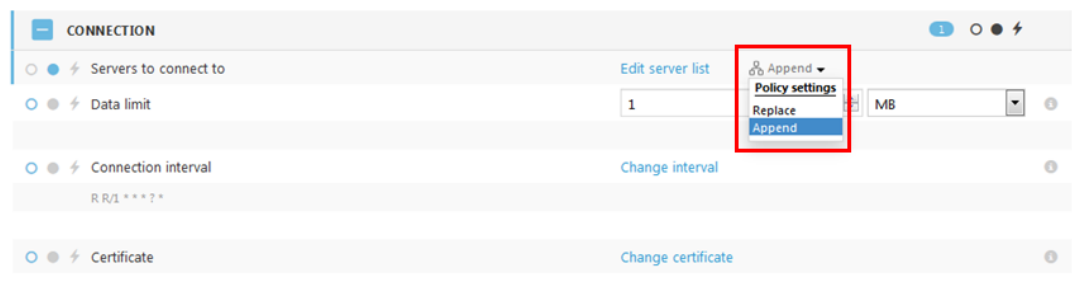 CONNECTION 1
Servers to connect to Edit server list Append
Policy settings
Data limit 1 MB
Replace
Append
Connection interval Change interval
R R/1 * * * ? *
Certificate Change certificate